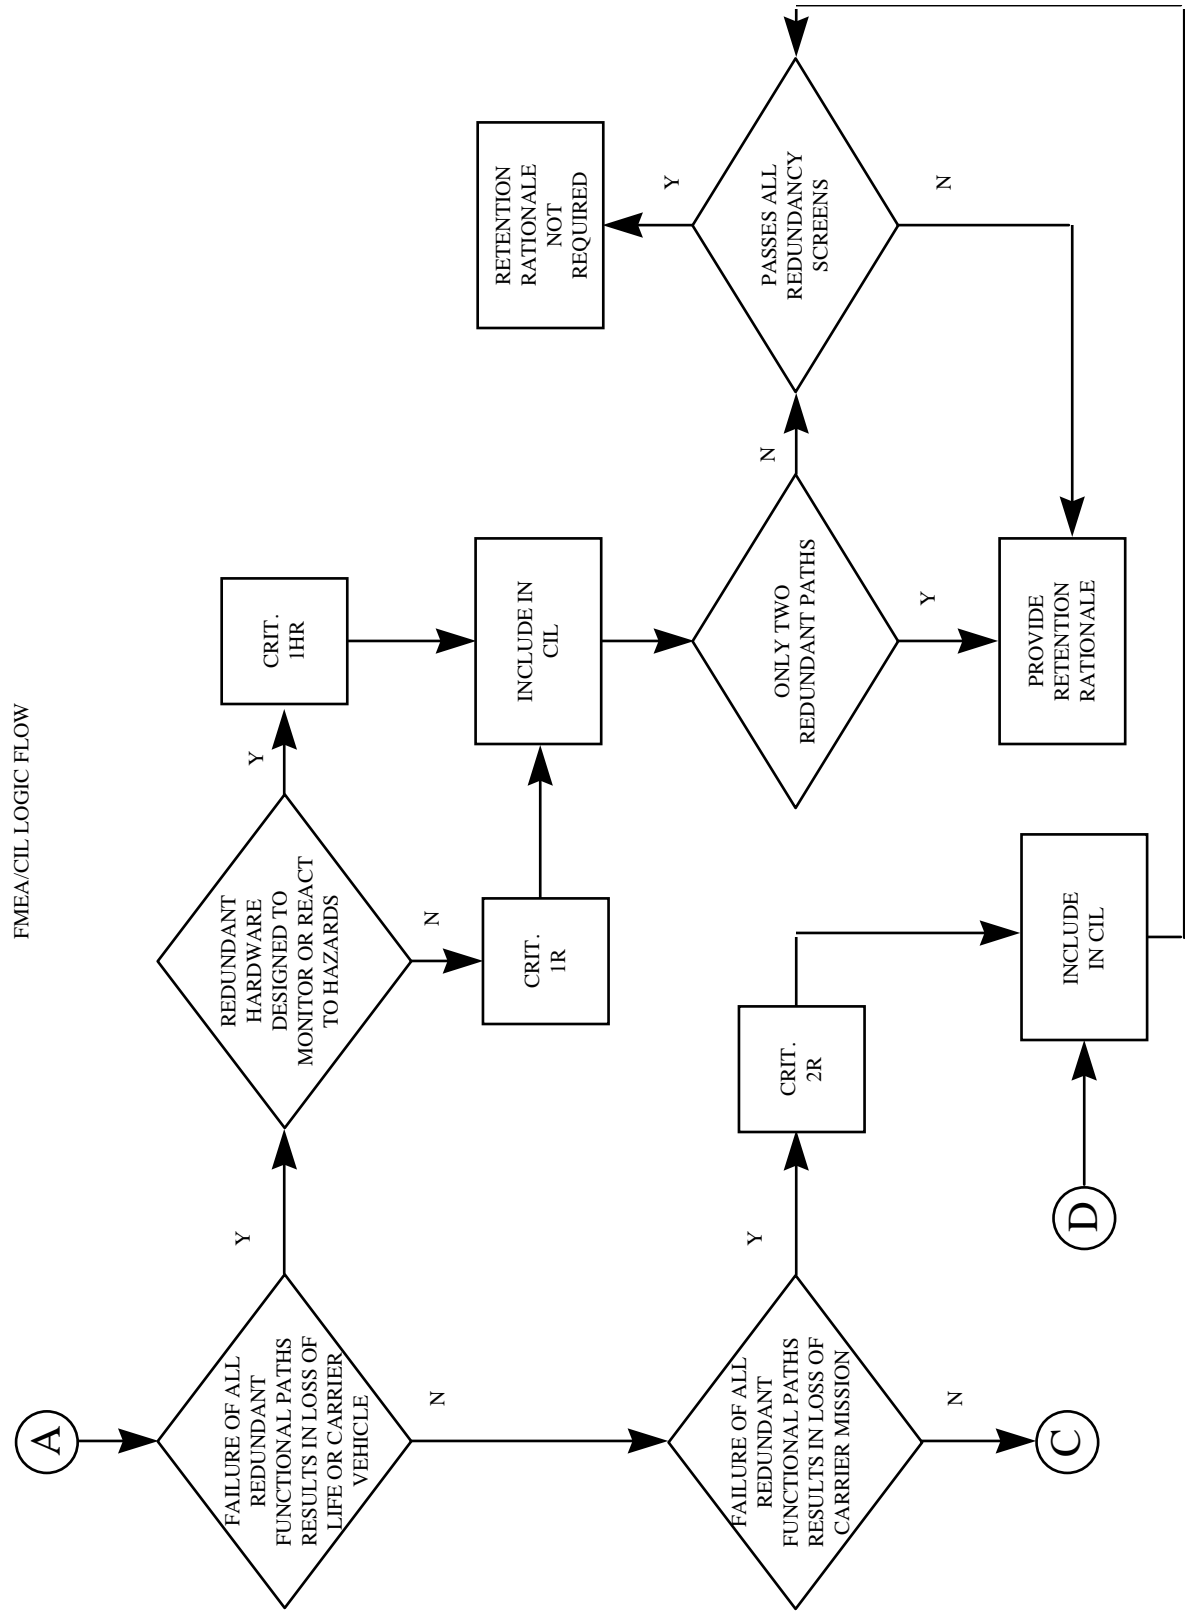 FMEA/CIL LOGIC FLOW
A
FAILURE OF ALL
REDUNDANT
FUNCTIONAL PATHS
RESULTS IN LOSS OF
LIFE OR CARRIER
VEHICLE
Y
N
REDUNDANT
HARDWARE
DESIGNED TO
MONITOR OR REACT
TO HAZARDS
Y
N
CRIT.
1HR
CRIT.
1R
INCLUDE IN
CIL
RETENTION
RATIONALE
NOT
REQUIRED
FAILURE OF ALL
REDUNDANT
FUNCTIONAL PATHS
RESULTS IN LOSS OF
CARRIER MISSION
Y
N
CRIT.
2R
ONLY TWO
REDUNDANT PATHS
N
Y
PASSES ALL
REDUNDANCY
SCREENS
Y
N
C
D
INCLUDE
IN CIL
PROVIDE
RETENTION
RATIONALE